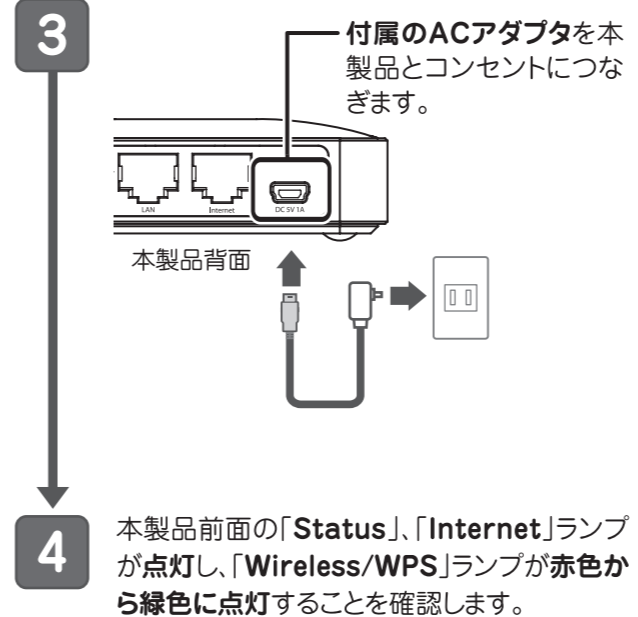 3
付属のACアダプタを本
製品とコンセントにつな
ぎます。
LAN
Internet
DC 5V 1A
本製品背面
4
本製品前面の「Status」、「Internet」ランプ
が点灯し、「Wireless/WPS」ランプが赤色か
ら緑色に点灯することを確認します。